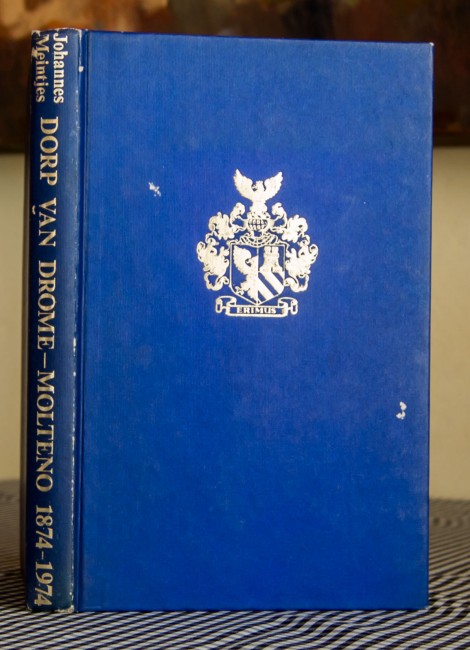 Johannes
Meintjes
DORP VAN DROME – MOLTENO 1874–1974
ERIMUS